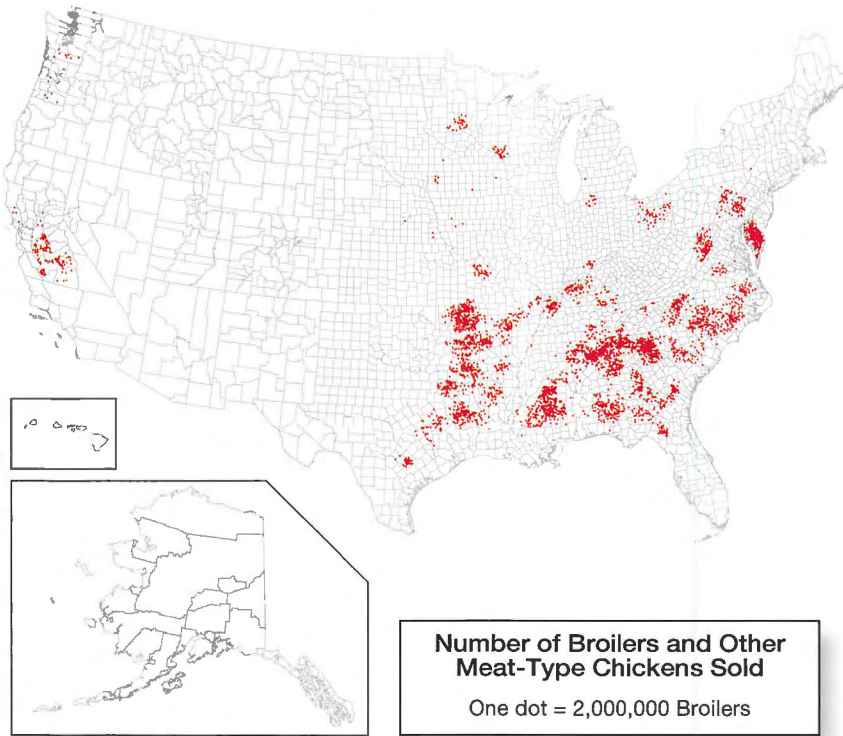 Number of Broilers and Other
Meat-Type Chickens Sold
One dot = 2,000,000 Broilers